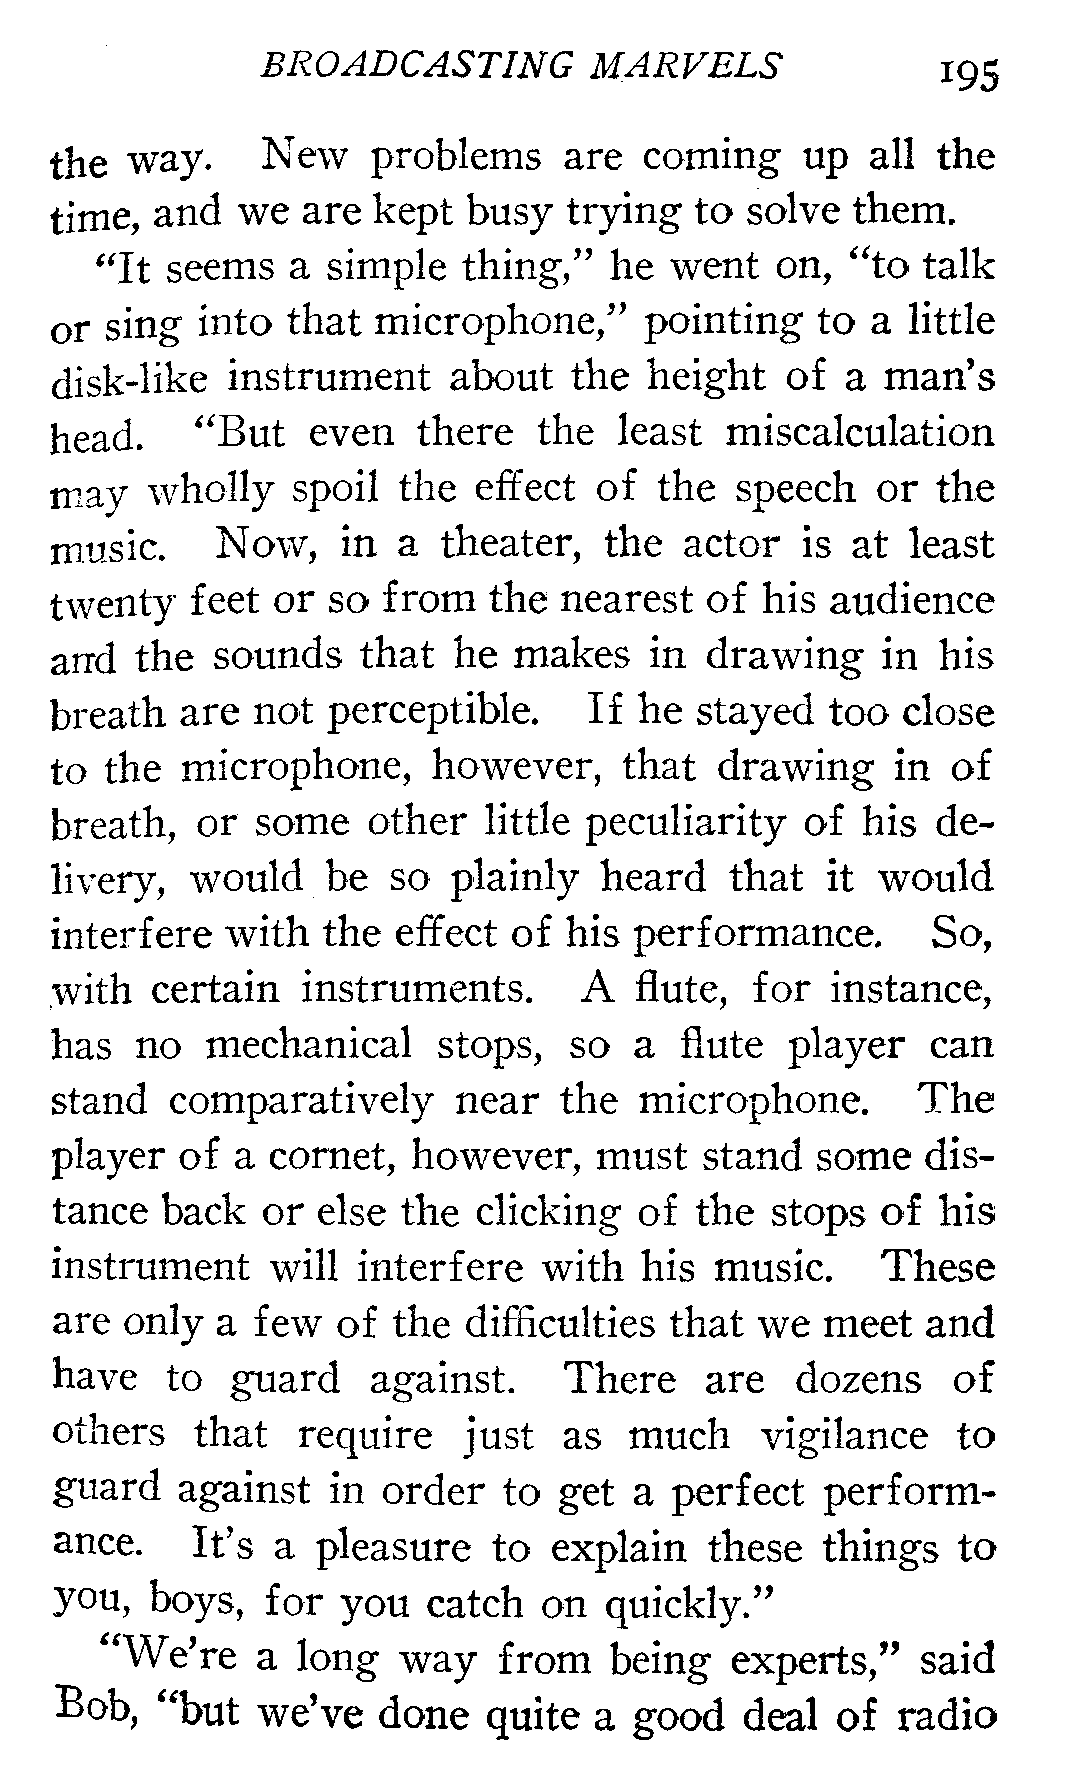 BROADCASTING MARVELS 195
the way. New problems are coming up all the
time, and we are kept busy trying to solve them.
"It seems a simple thing," he went on, "to talk
or sing into that microphone," pointing to a little
disk-like instrument about the height of a man's
head. "But even there the least miscalculation
may wholly spoil the effect of the speech or the
music. Now, in a theater, the actor is at least
twenty feet or so from the nearest of his audience
and the sounds that he makes in drawing in his
breath are not perceptible. If he stayed too close
to the microphone, however, that drawing in of
breath, or some other little peculiarity of his de-
livery, would be so plainly heard that it would
interfere with the effect of his performance. So,
with certain instruments. A flute, for instance,
has no mechanical stops, so a flute player can
stand comparatively near the microphone. The
player of a cornet, however, must stand some dis-
tance back or else the clicking of the stops of his
instrument will interfere with his music. These
are only a few of the difficulties that we meet and
have to guard against. There are dozens of
others that require just as much vigilance to
guard against in order to get a perfect perform-
ance. It's a pleasure to explain these things to
you, boys, for you catch on quickly."
"We're a long way from being experts," said
Bob, "but we've done quite a good deal of radio